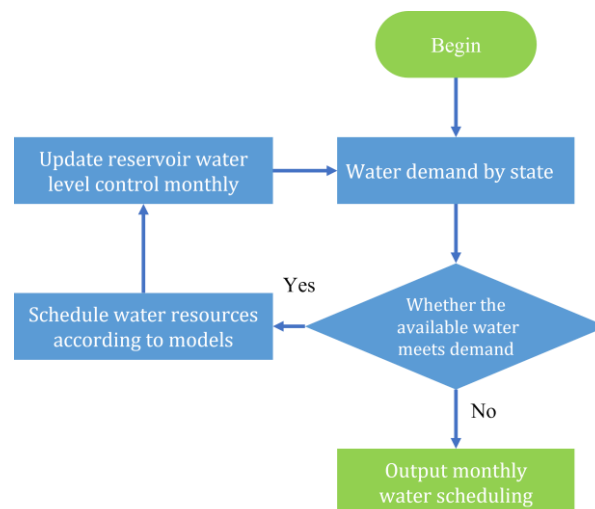 Begin
Update reservoir water
level control monthly
Water demand by state
Yes
Schedule water resources
according to models
Whether the
available water
meets demand
No
Output monthly
water scheduling